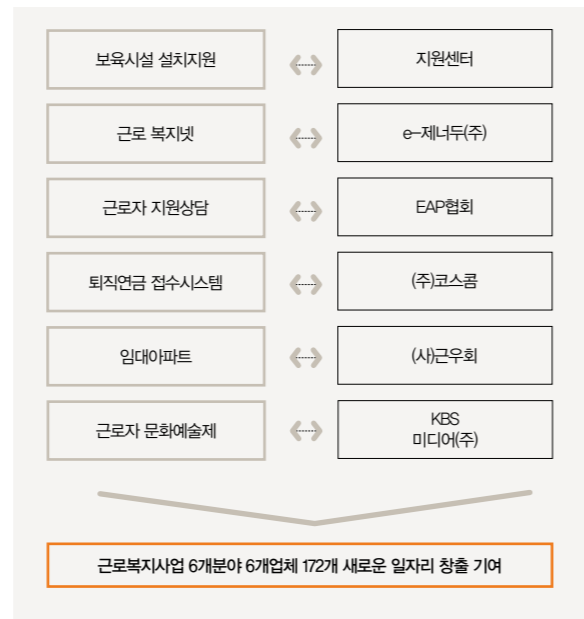 보육시설 설치지원
지원센터
근로 복지넷
e-제너두(주)
근로자 지원상담
EAP협회
퇴직연금 접수시스템
(주)코스콤
임대아파트
(사)근우회
근로자 문화예술제
KBS
미디어(주)
근로복지사업 6개분야 6개업체 172개 새로운 일자리 창출 기여